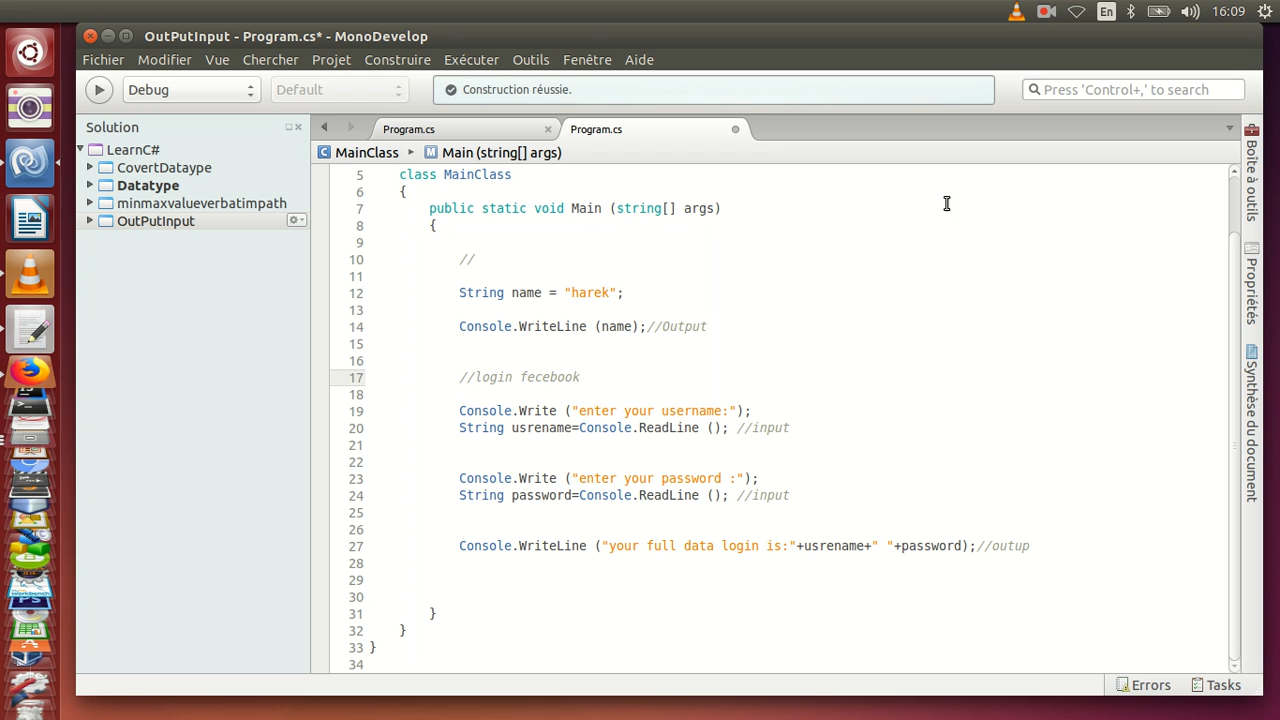 En
16:09
OutPutInput - Program.cs* - MonoDevelop
Fichier Modifier Vue Chercher Projet Construire Exécuter Outils Fenêtre Aide
Debug
Default
Construction réussie.
Press 'Control+,' to search
Solution
LearnC#
CovertDataype
Datatype
minmaxvalueverbatimpath
OutPutInput
Program.cs
Program.cs
C MainClass
M Main (string[] args)
5 class MainClass
6 {
7 public static void Main (string[] args)
8 {
9
10 //
11
12 String name = "harek";
13
14 Console.WriteLine (name);//Output
15
16
17 //login fecebook
18
19 Console.Write ("enter your username:");
20 String usrename=Console.ReadLine (); //input
21
22
23 Console.Write ("enter your password :");
24 String password=Console.ReadLine (); //input
25
26
27 Console.WriteLine ("your full data login is:"+usrename+" "+password);//outup
28
29
30
31 }
32 }
33 }
34
Boîte à outils
Propriétés
Synthèse du document
Errors
Tasks